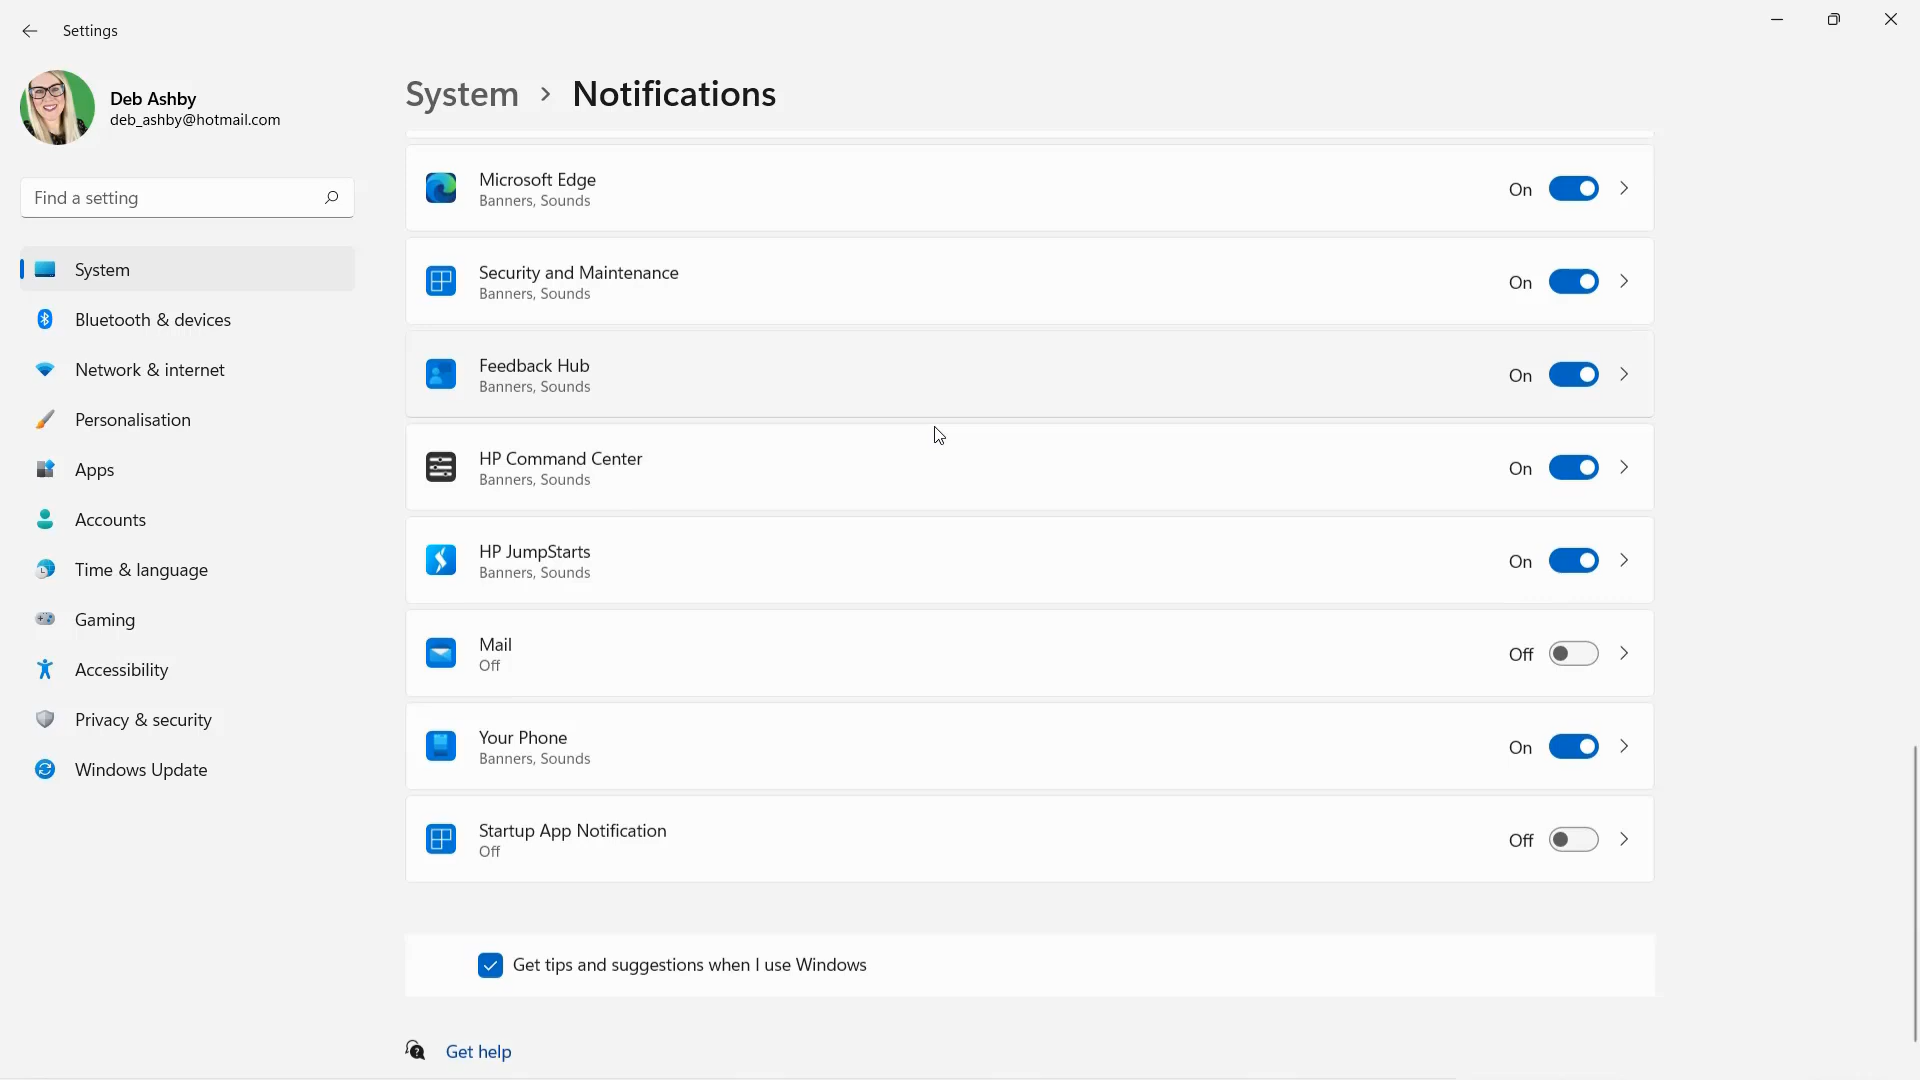 Settings
Deb Ashby
deb_ashby@hotmail.com
Find a setting
System
Bluetooth & devices
Network & internet
Personalisation
Apps
Accounts
Time & language
Gaming
Accessibility
Privacy & security
Windows Update
System > Notifications
Microsoft Edge
Banners, Sounds
On
Security and Maintenance
Banners, Sounds
On
Feedback Hub
Banners, Sounds
On
HP Command Center
Banners, Sounds
On
HP JumpStarts
Banners, Sounds
On
Mail
Off
Off
Your Phone
Banners, Sounds
On
Startup App Notification
Off
Off
Get tips and suggestions when I use Windows
Get help